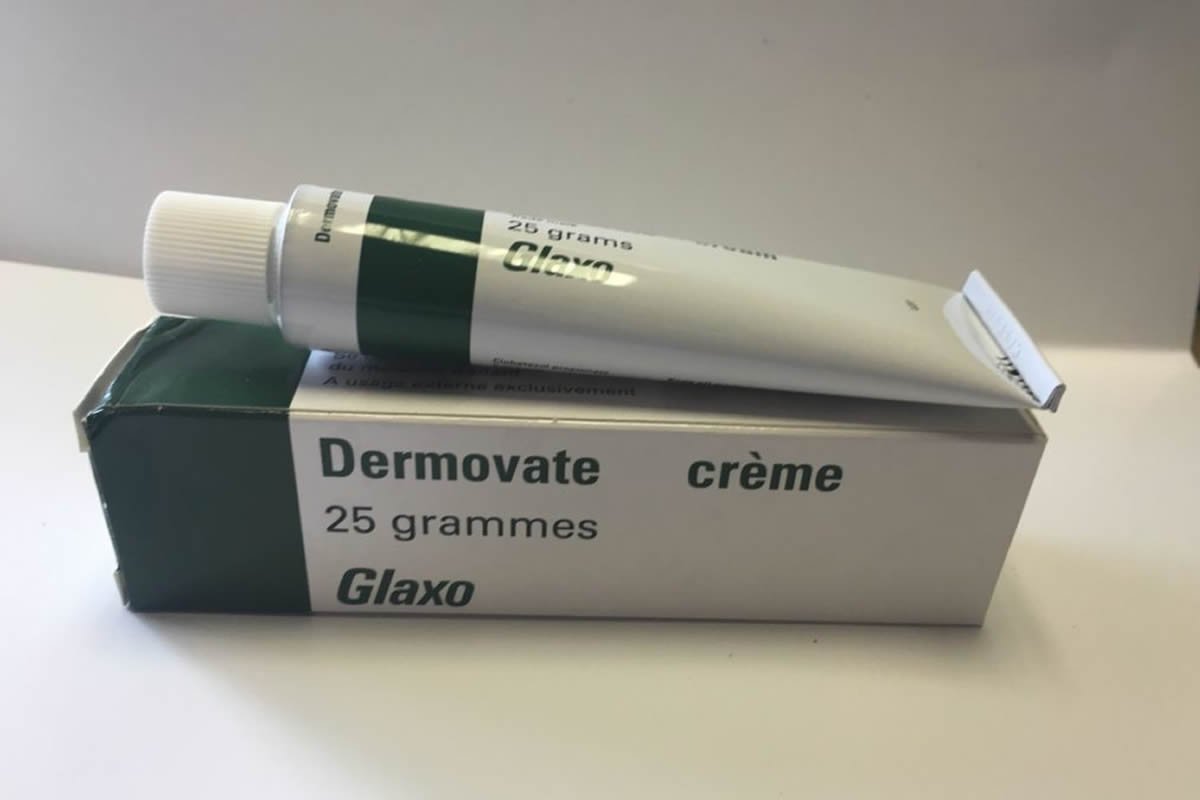 Dermovate
25 grams
Glaxo
A usage externe exclusivement
Dermovate crème
25 grammes
Glaxo